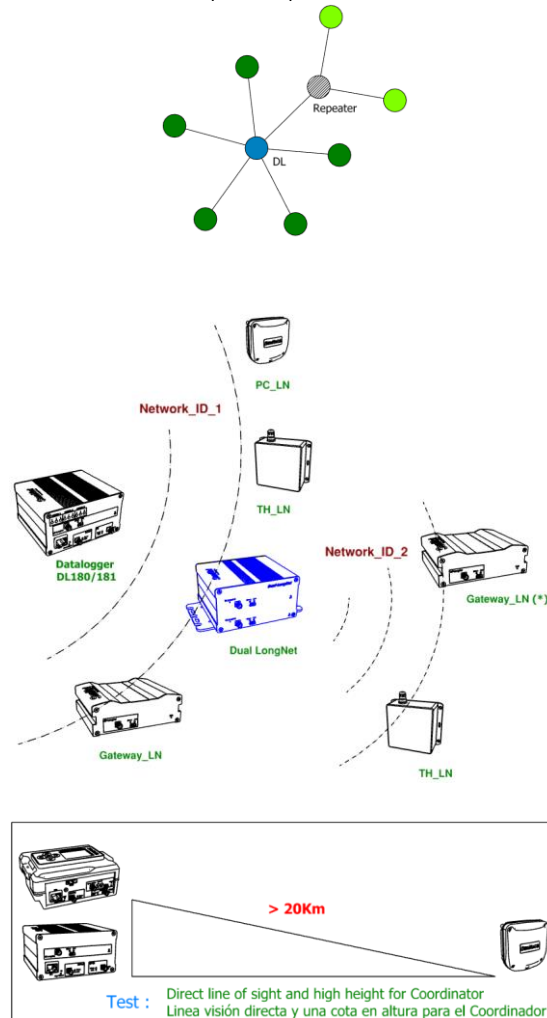 Repeater
DL
PC_LN
Network_ID_1
TH_LN
Network_ID_2
Datalogger
DL180/181
Gateway_LN (*)
Dual LongNet
Gateway_LN
TH_LN
> 20Km
Test : Direct line of sight and high height for Coordinator
Linea visión directa y una cota en altura para el Coordinador